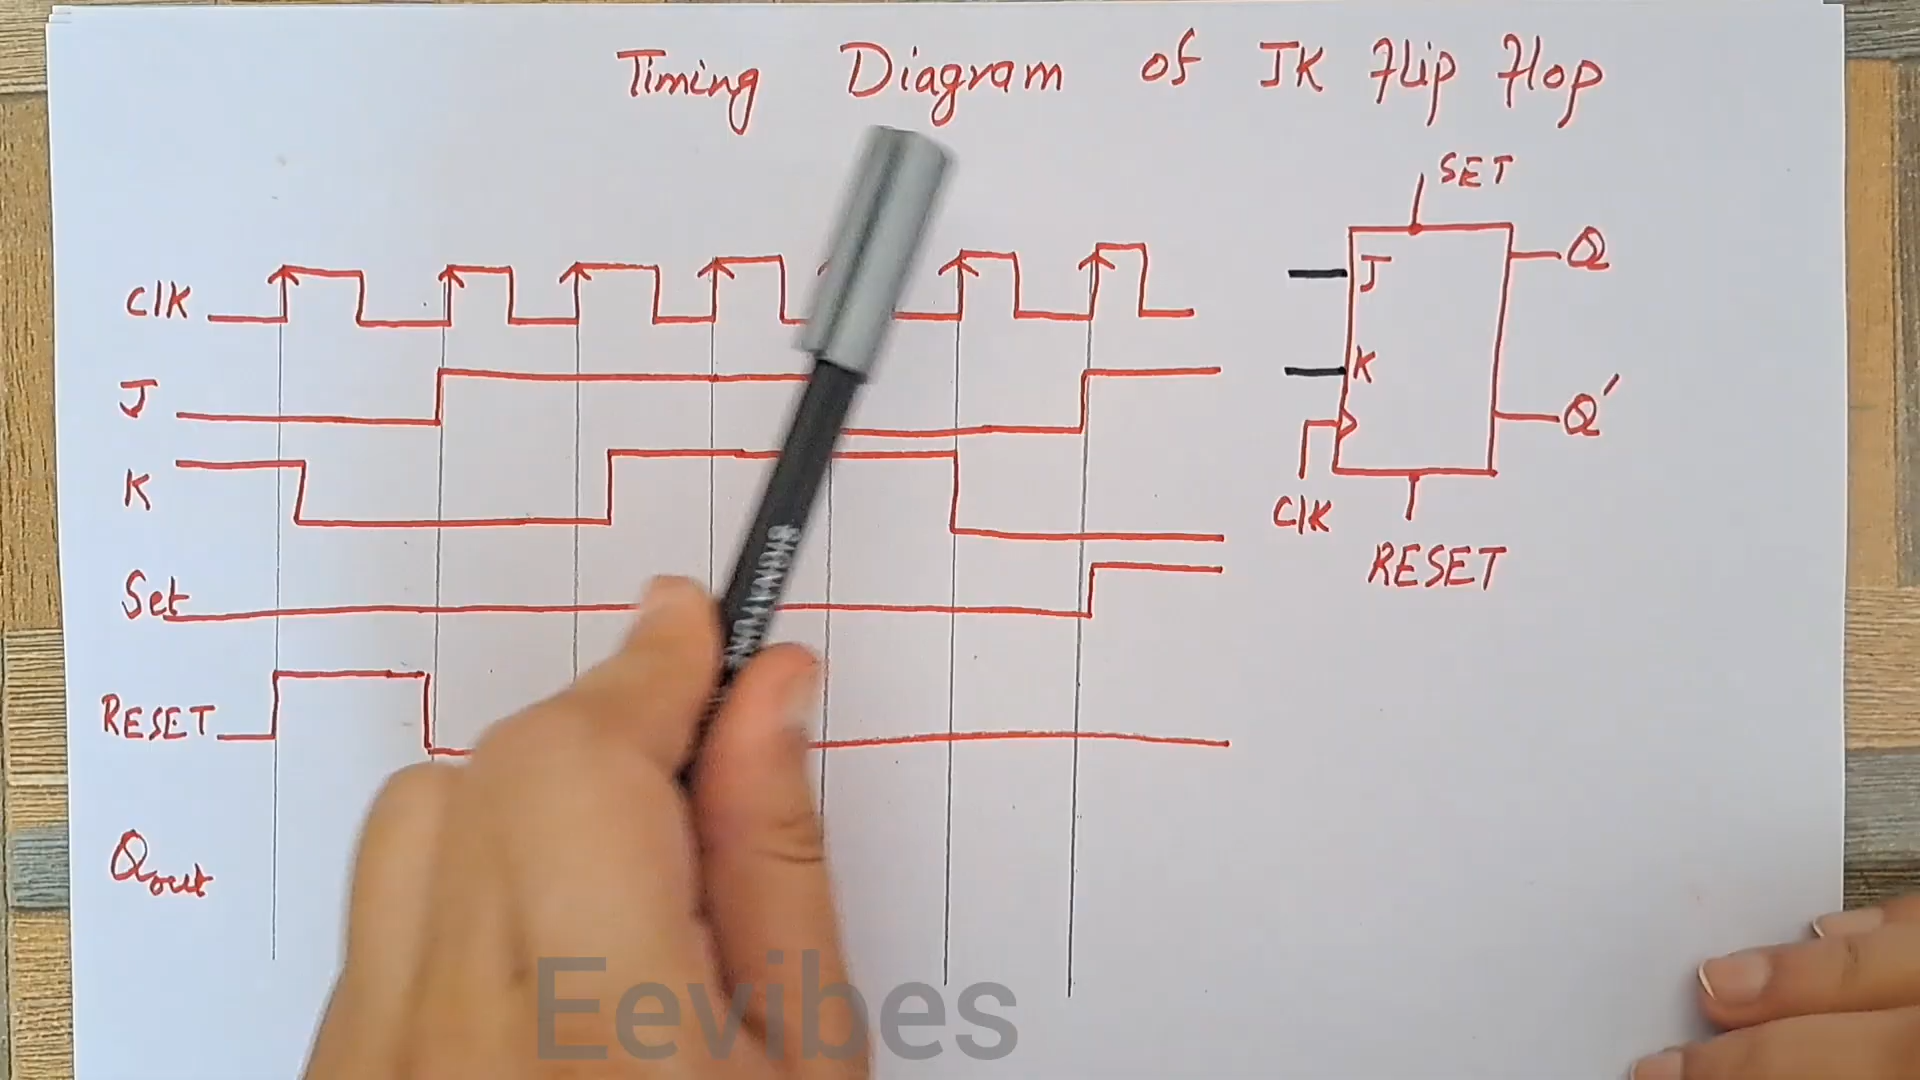 Timing Diagram of JK Flip Flop
SET
Q
J
CLK
J
K
Q'
K
CLK
Set
RESET
RESET
Qout
Eevibes